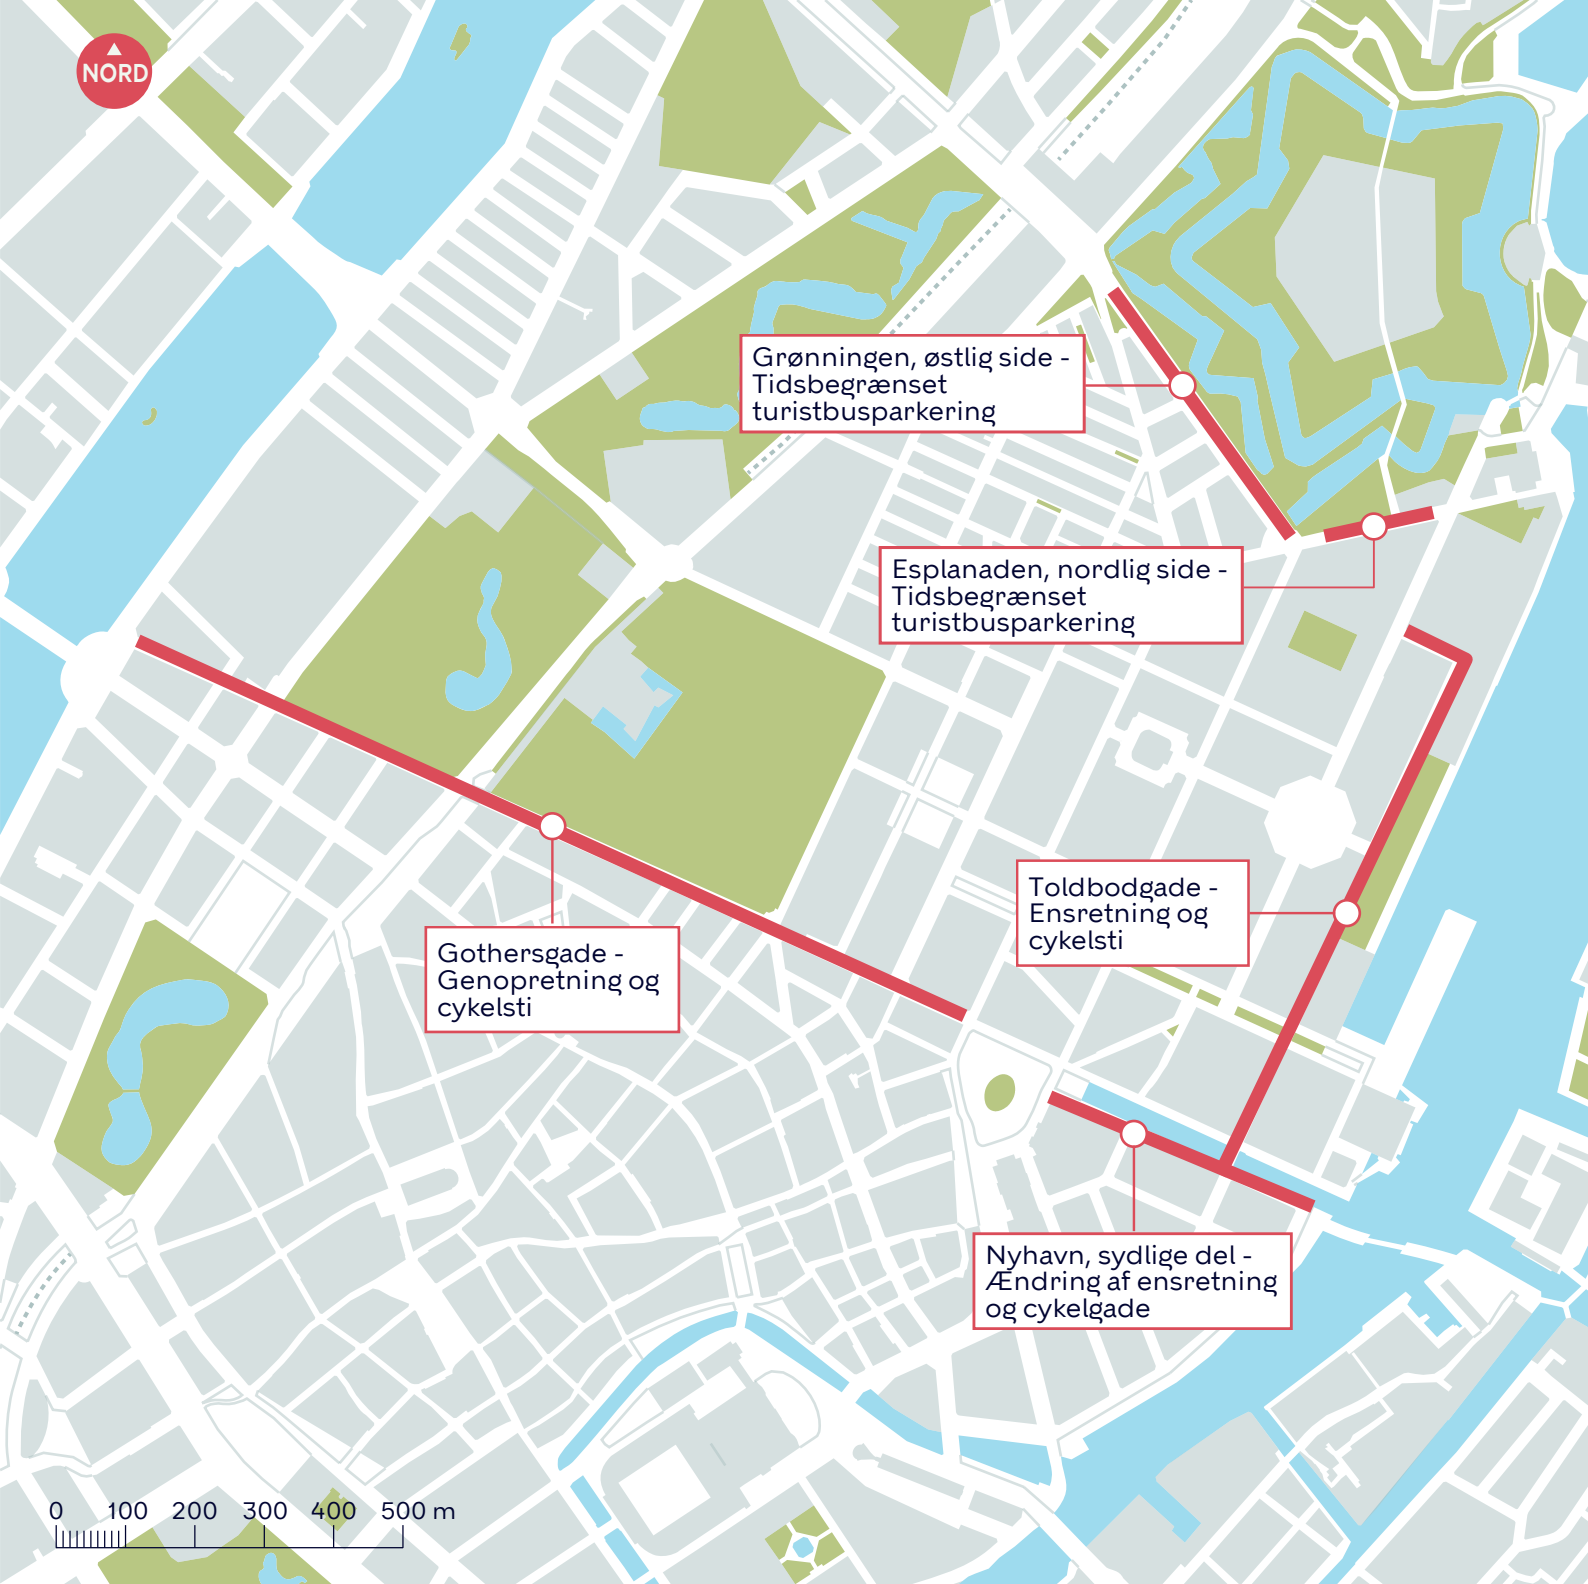 NORD
Grønningen, østlig side -
Tidsbegrænset
turistbusparkering
Esplanaden, nordlig side -
Tidsbegrænset
turistbusparkering
Toldbodgade -
Ensretning og
cykelsti
Gothersgade -
Genopretning og
cykelsti
Nyhavn, sydlige del -
Ændring af ensretning
og cykelgade
0 100 200 300 400 500 m